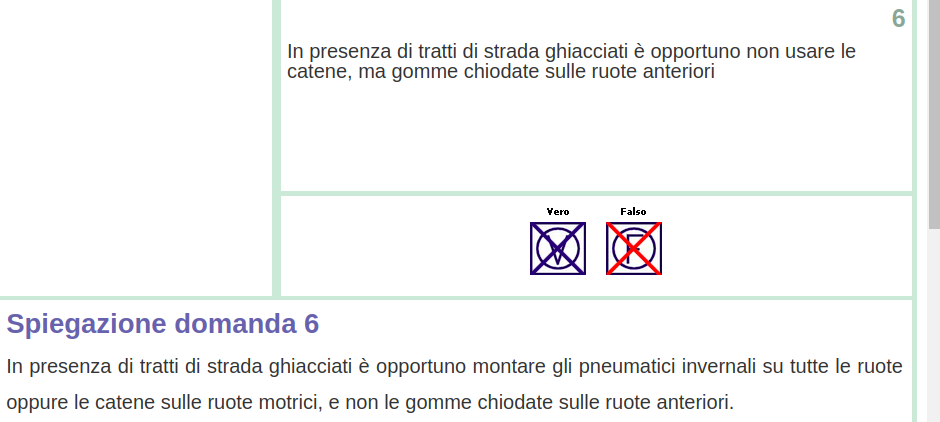 6
In presenza di tratti di strada ghiacciati è opportuno non usare le
catene, ma gomme chiodate sulle ruote anteriori
Vero Falso
V F
Spiegazione domanda 6
In presenza di tratti di strada ghiacciati è opportuno montare gli pneumatici invernali su tutte le ruote
oppure le catene sulle ruote motrici, e non le gomme chiodate sulle ruote anteriori.